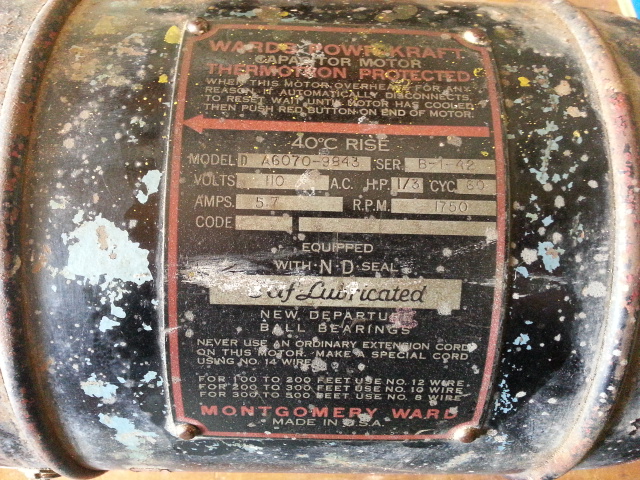 WARDS POWR-KRAFT
CAPACITOR MOTOR
THERMOTRON PROTECTED
WHEN THIS MOTOR OVERHEATS FOR ANY
REASON, IT AUTOMATICALLY DISCONNECTS
TO RESET WAIT UNTIL MOTOR HAS COOLED,
THEN PUSH RED BUTTON ON END OF MOTOR.
40°C RISE
MODEL A6070-9843 SER. B-1-42
VOLTS 110 A.C. H.P. 1/3 CYC 60
AMPS. 5.7 R.P.M. 1750
CODE
EQUIPPED
WITH N-D-SEAL
Self-Lubricated
NEW DEPARTURE
BALL BEARINGS
NEVER USE AN ORDINARY EXTENSION CORD
ON THIS MOTOR. MAKE A SPECIAL CORD
USING NO. 14 WIRE
FOR 100 TO 200 FEET USE NO. 12 WIRE
FOR 200 TO 300 FEET USE NO. 10 WIRE
FOR 300 TO 500 FEET USE NO. 8 WIRE
MONTGOMERY WARD
MADE IN U.S.A.